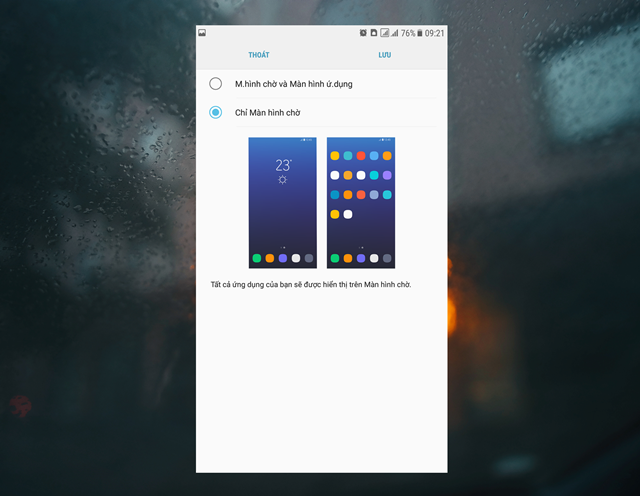 76% 09:21
THOÁT LƯU
M.hình chờ và Màn hình ứ.dụng
Chỉ Màn hình chờ
23°
Tất cả ứng dụng của bạn sẽ được hiển thị trên Màn hình chờ.